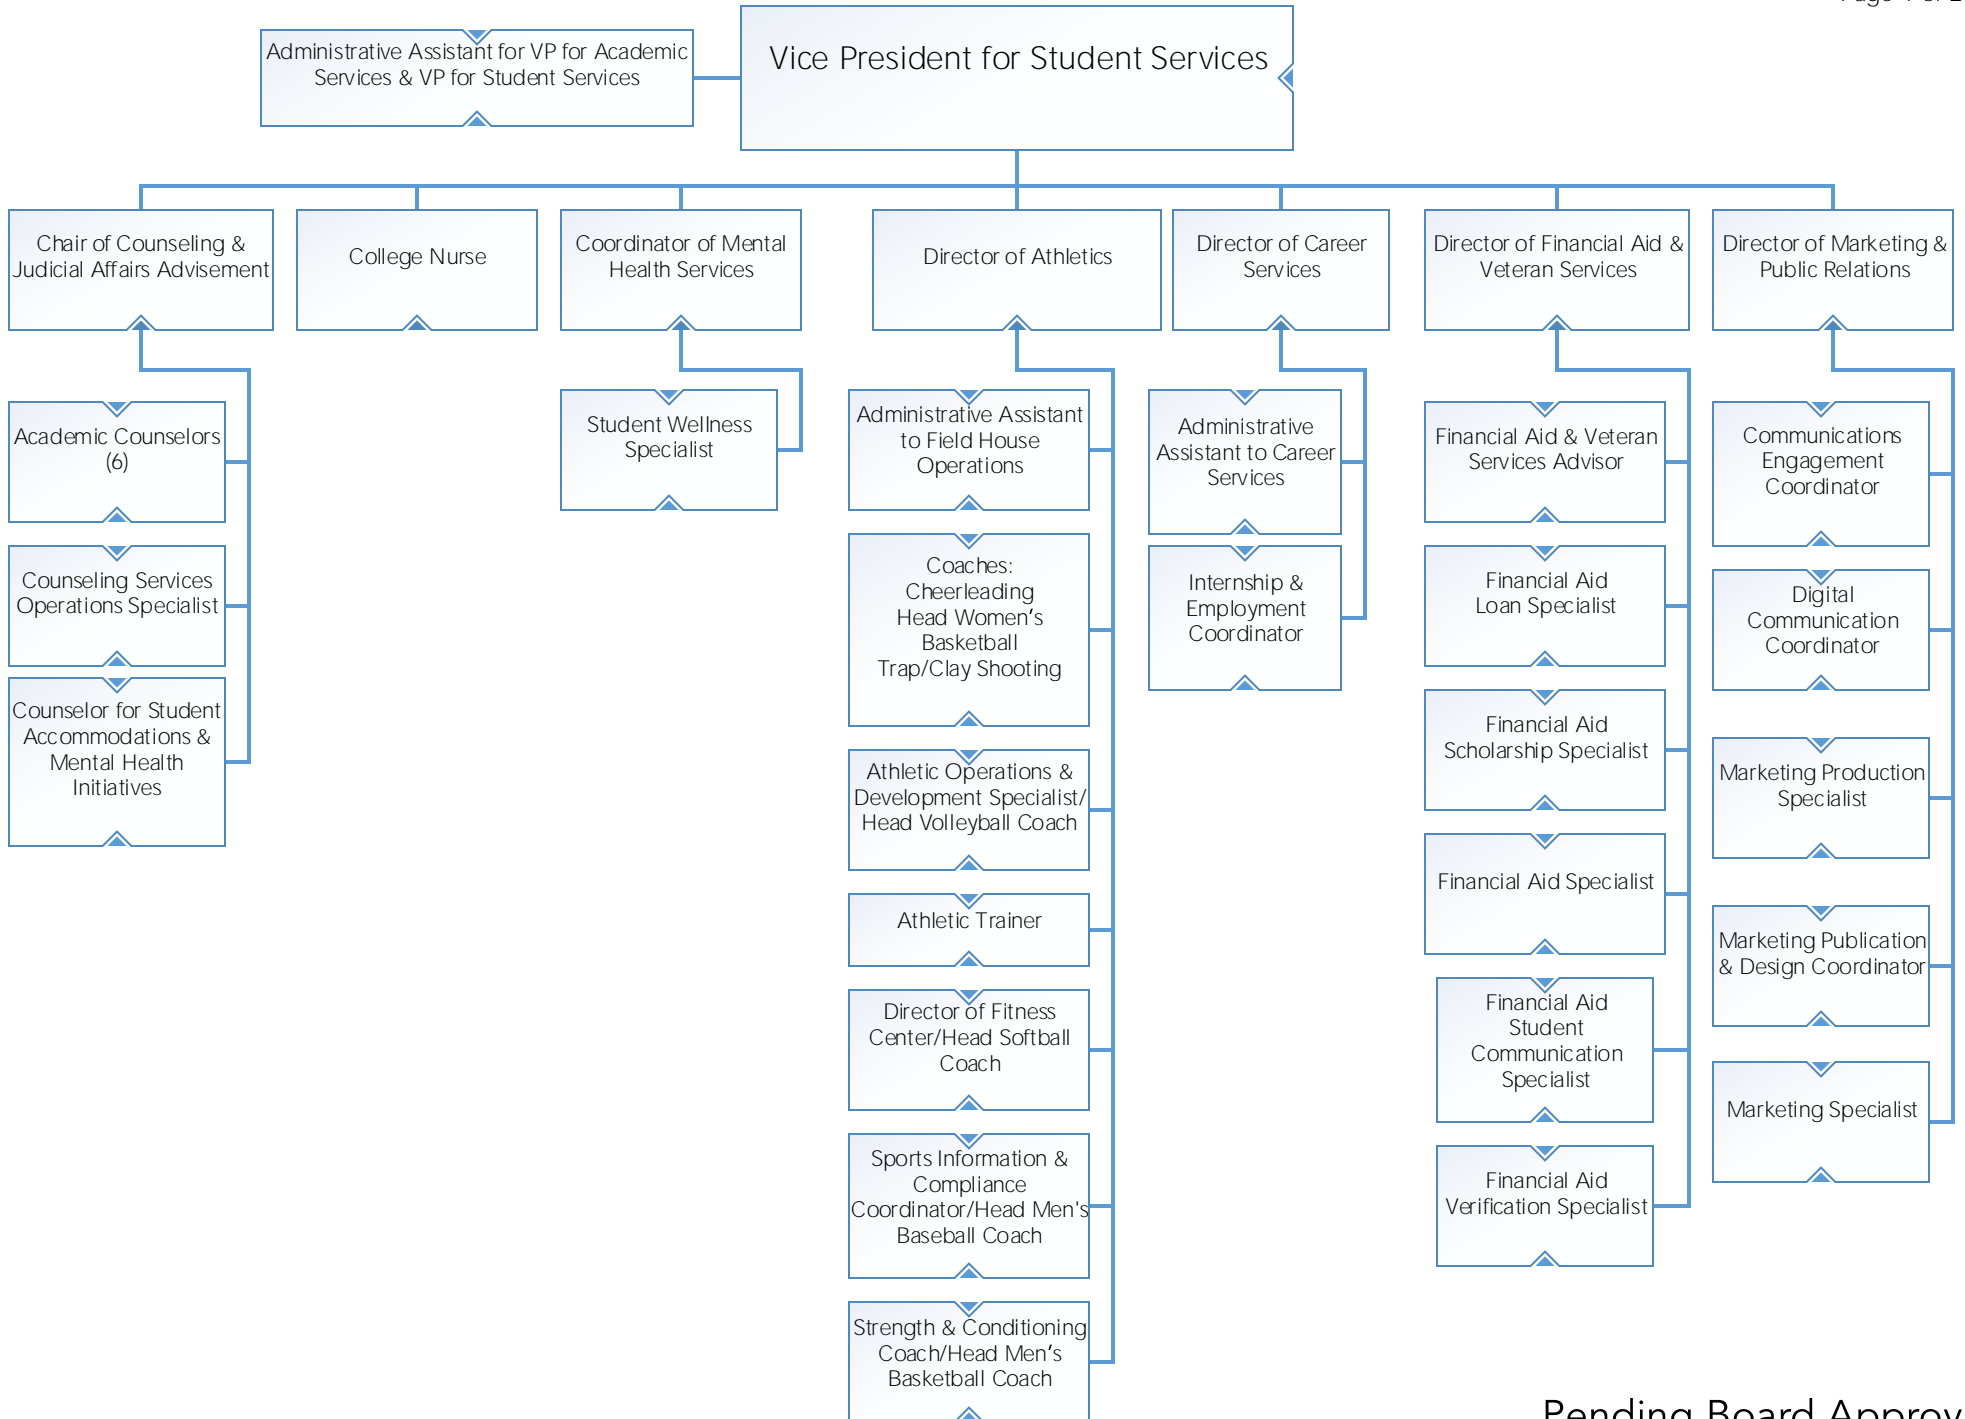 Administrative Assistant for VP for Academic
Services & VP for Student Services
Vice President for Student Services
Chair of Counseling &
Judicial Affairs Advisement
College Nurse
Coordinator of Mental
Health Services
Director of Athletics
Director of Career
Services
Director of Financial Aid &
Veteran Services
Director of Marketing &
Public Relations
Academic Counselors
(6)
Counseling Services
Operations Specialist
Counselor for Student
Accommodations &
Mental Health
Initiatives
Student Wellness
Specialist
Administrative Assistant
to Field House
Operations
Coaches:
Cheerleading
Head Women's
Basketball
Trap/Clay Shooting
Athletic Operations &
Development Specialist/
Head Volleyball Coach
Athletic Trainer
Director of Fitness
Center/Head Softball
Coach
Sports Information &
Compliance
Coordinator/Head Men's
Baseball Coach
Strength & Conditioning
Coach/Head Men's
Basketball Coach
Administrative
Assistant to Career
Services
Internship &
Employment
Coordinator
Financial Aid & Veteran
Services Advisor
Financial Aid
Loan Specialist
Financial Aid
Scholarship Specialist
Financial Aid Specialist
Financial Aid
Student
Communication
Specialist
Financial Aid
Verification Specialist
Communications
Engagement
Coordinator
Digital
Communication
Coordinator
Marketing Production
Specialist
Marketing Publication
& Design Coordinator
Marketing Specialist
Pending Board Approv